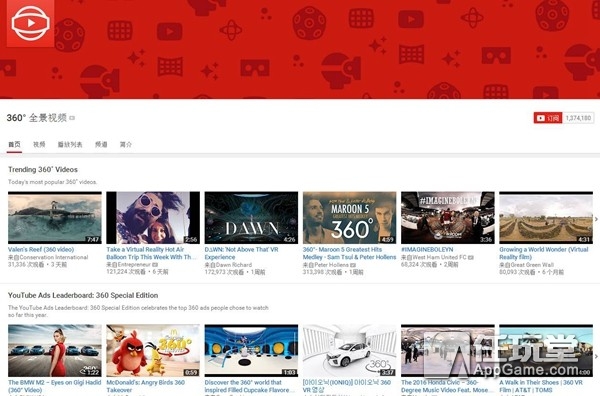 360° 全景视频
订阅 1,374,180
首页 视频 播放列表 频道 简介
Trending 360° Videos
Today's most popular 360° videos.
7:47 2:56 4:26 4:59 3:36
DAWN
MAROON 5
360°
#IMAGINEBOLEYN
Valen's Reef (360 video)
来自Conservation International
31,336 次观看 • 3 天前
Take a Virtual Reality Hot Air
Balloon Trip This Week With Th...
来自Entrepreneur
121,224 次观看 • 6 天前
D∆WN: 'Not Above That' VR
Experience
来自Dawn Richard
172,973 次观看 • 1周前
360°- Maroon 5 Greatest Hits
Medley - Sam Tsui & Peter Hollens
来自Peter Hollens
313,398 次观看 • 1周前
#IMAGINEBOLEYN
来自West Ham United FC
68,324 次观看 • 2周前
Growing a World Wonder (Virtual
Reality film)
来自Great Green Wall
80,093 次观看 • 6个月前
YouTube Ads Leaderboard: 360 Special Edition
The YouTube Ads Leaderboard: 360 Special Edition celebrates the top 360 ads people chose to watch
so far this year.
1:22 0:59 1:03 360° 4:00
The BMW M2 – Eyes on Gigi Hadid
(360° Video)
McDonald's: Angry Birds 360
Takeover
Discover the 360° world that
inspired Filled Cupcake Flavore...
[아이오닉(IONIQ)] 아이오닉 360
VR 영상
The 2016 Honda Civic – 360-
Degree Music Video Feat. Mose...
A Walk in Their Shoes | VR
Film | AT&T | TOMS
任玩堂
AppGame.com